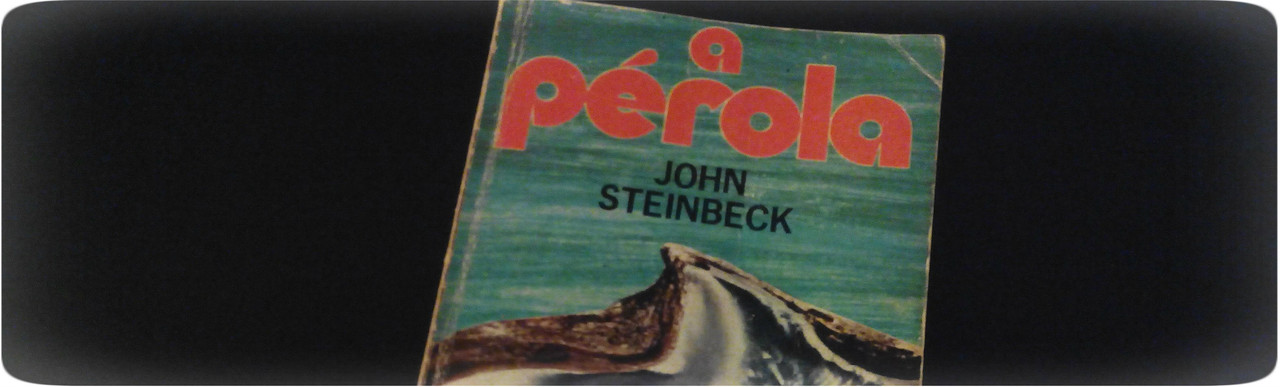 a
pérola
JOHN
STEINBECK